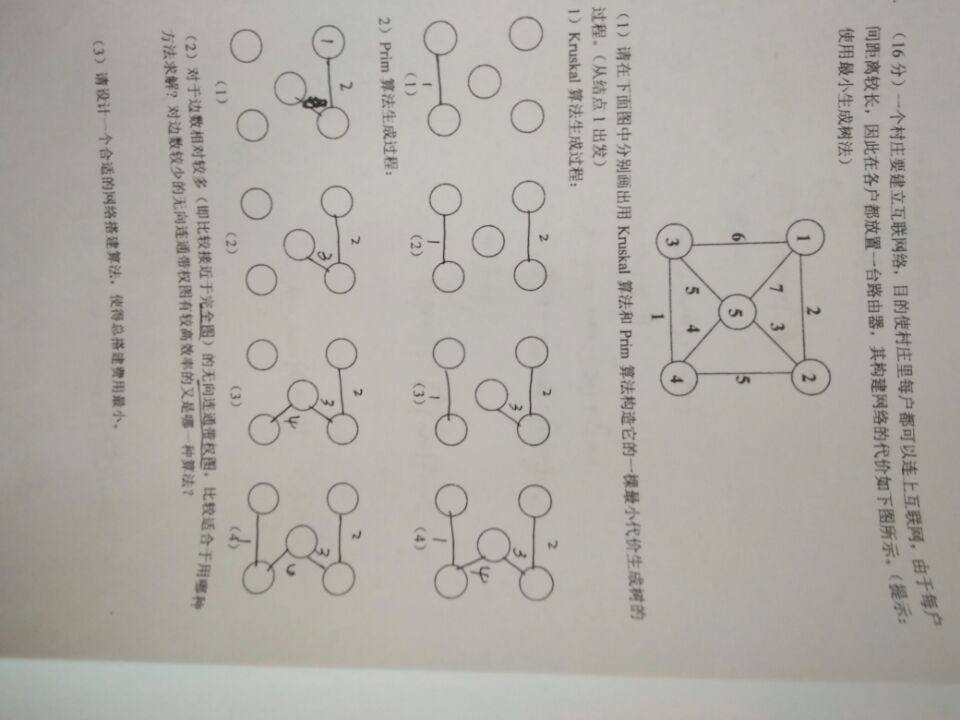 （16 分）一个村庄要建立互联网络，目的使村庄里每户都可以连上互联网，由于每户
间距离较长，因此在各户都放置一台路由器，其构建网络的代价如下图所示。（提示：
使用最小生成树法）
1 2 2
6 7 3 5
5
5 4
3 1 4
（1）请在下面图中分别画出用 Kruskal 算法和 Prim 算法构造它的一棵最小代价生成树的
过程。（从结点 1 出发）
1）Kruskal 算法生成过程：
2 2 2
3 3
4
1 1 1 1
(1) (2) (3) (4)
2）Prim 算法生成过程：
1 2 2 2 2
3 3 3
4 6
1
(1) (2) (3) (4)
（2）对于边数相对较多（即比较接近于完全图）的无向连通带权图，比较适合于用哪种
方法求解？对边数较少的无向连通带权图有较高效率的又是哪一种算法？
（3）请设计一个合适的网络搭建算法，使得总搭建费用最小。